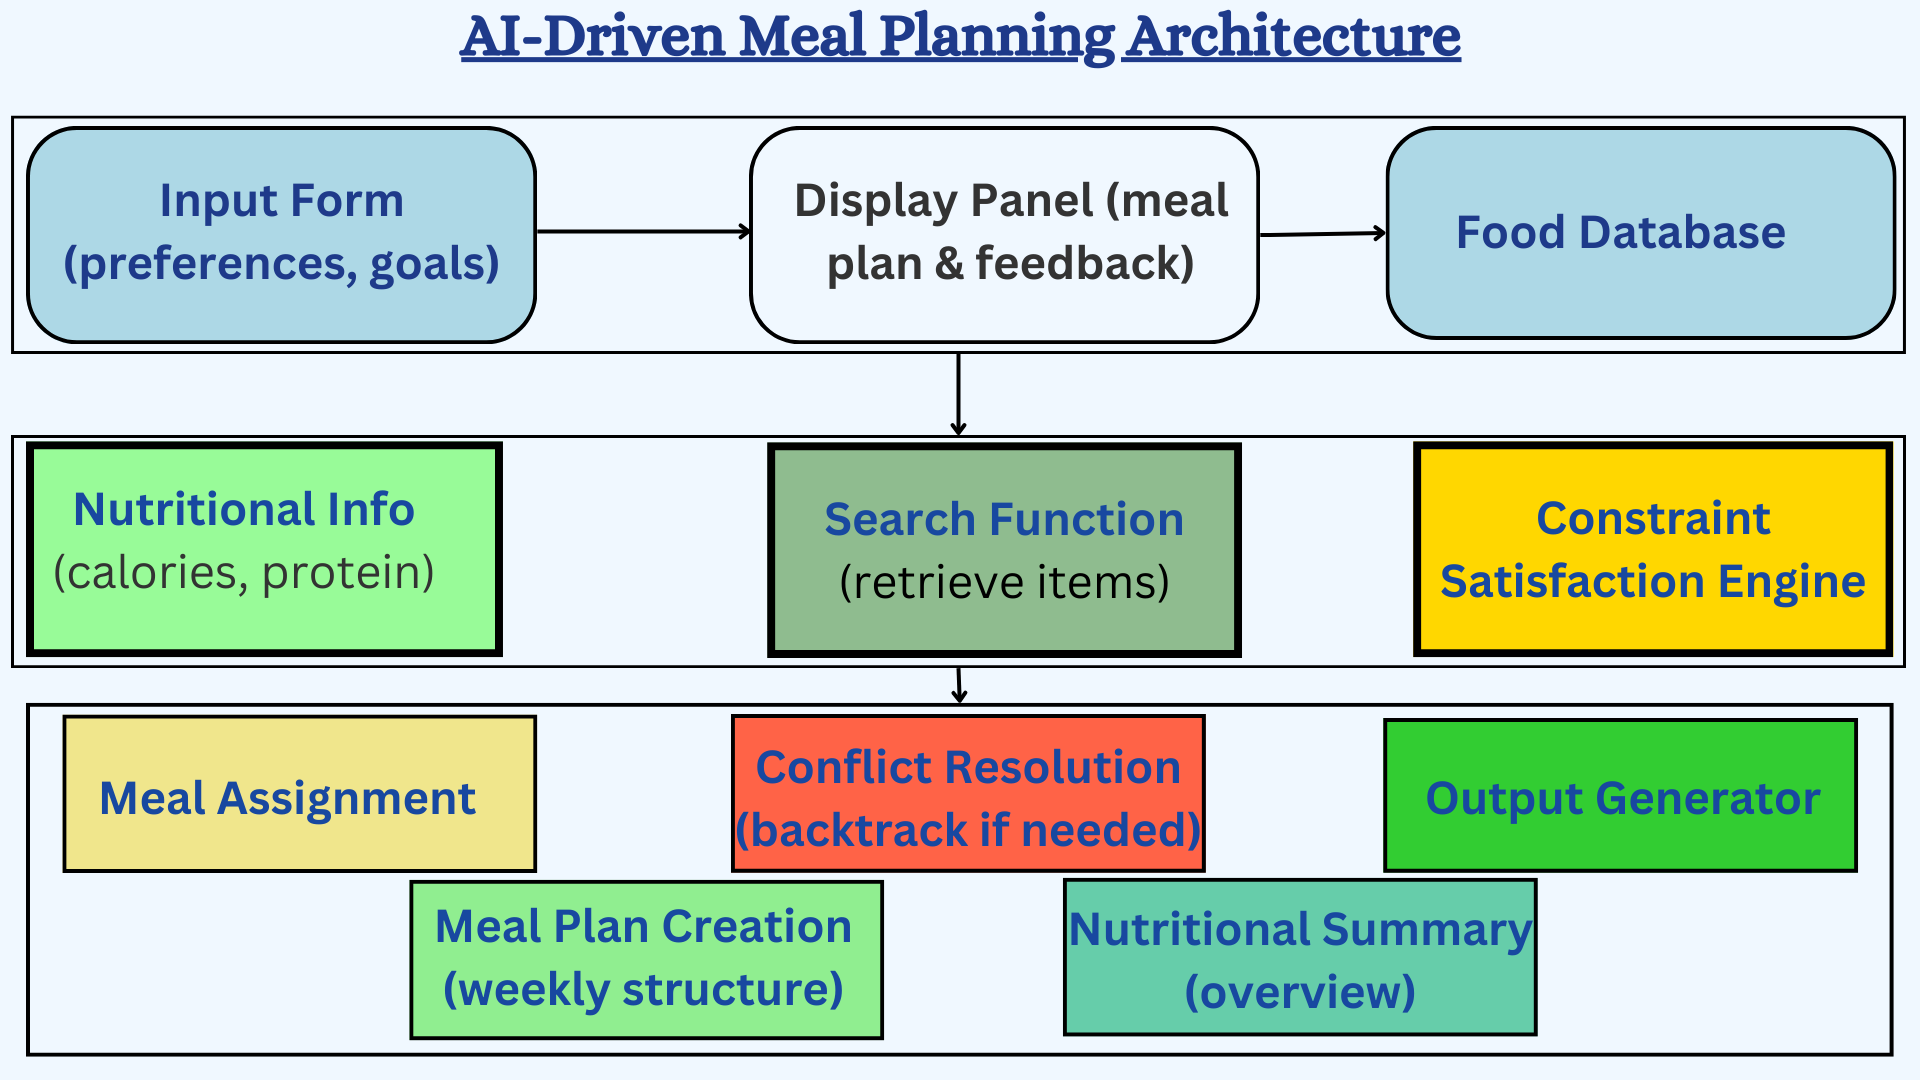 AI-Driven Meal Planning Architecture
Input Form
(preferences, goals)
Display Panel (meal
plan & feedback)
Food Database
Nutritional Info
(calories, protein)
Search Function
(retrieve items)
Constraint
Satisfaction Engine
Meal Assignment
Conflict Resolution
(backtrack if needed)
Output Generator
Meal Plan Creation
(weekly structure)
Nutritional Summary
(overview)